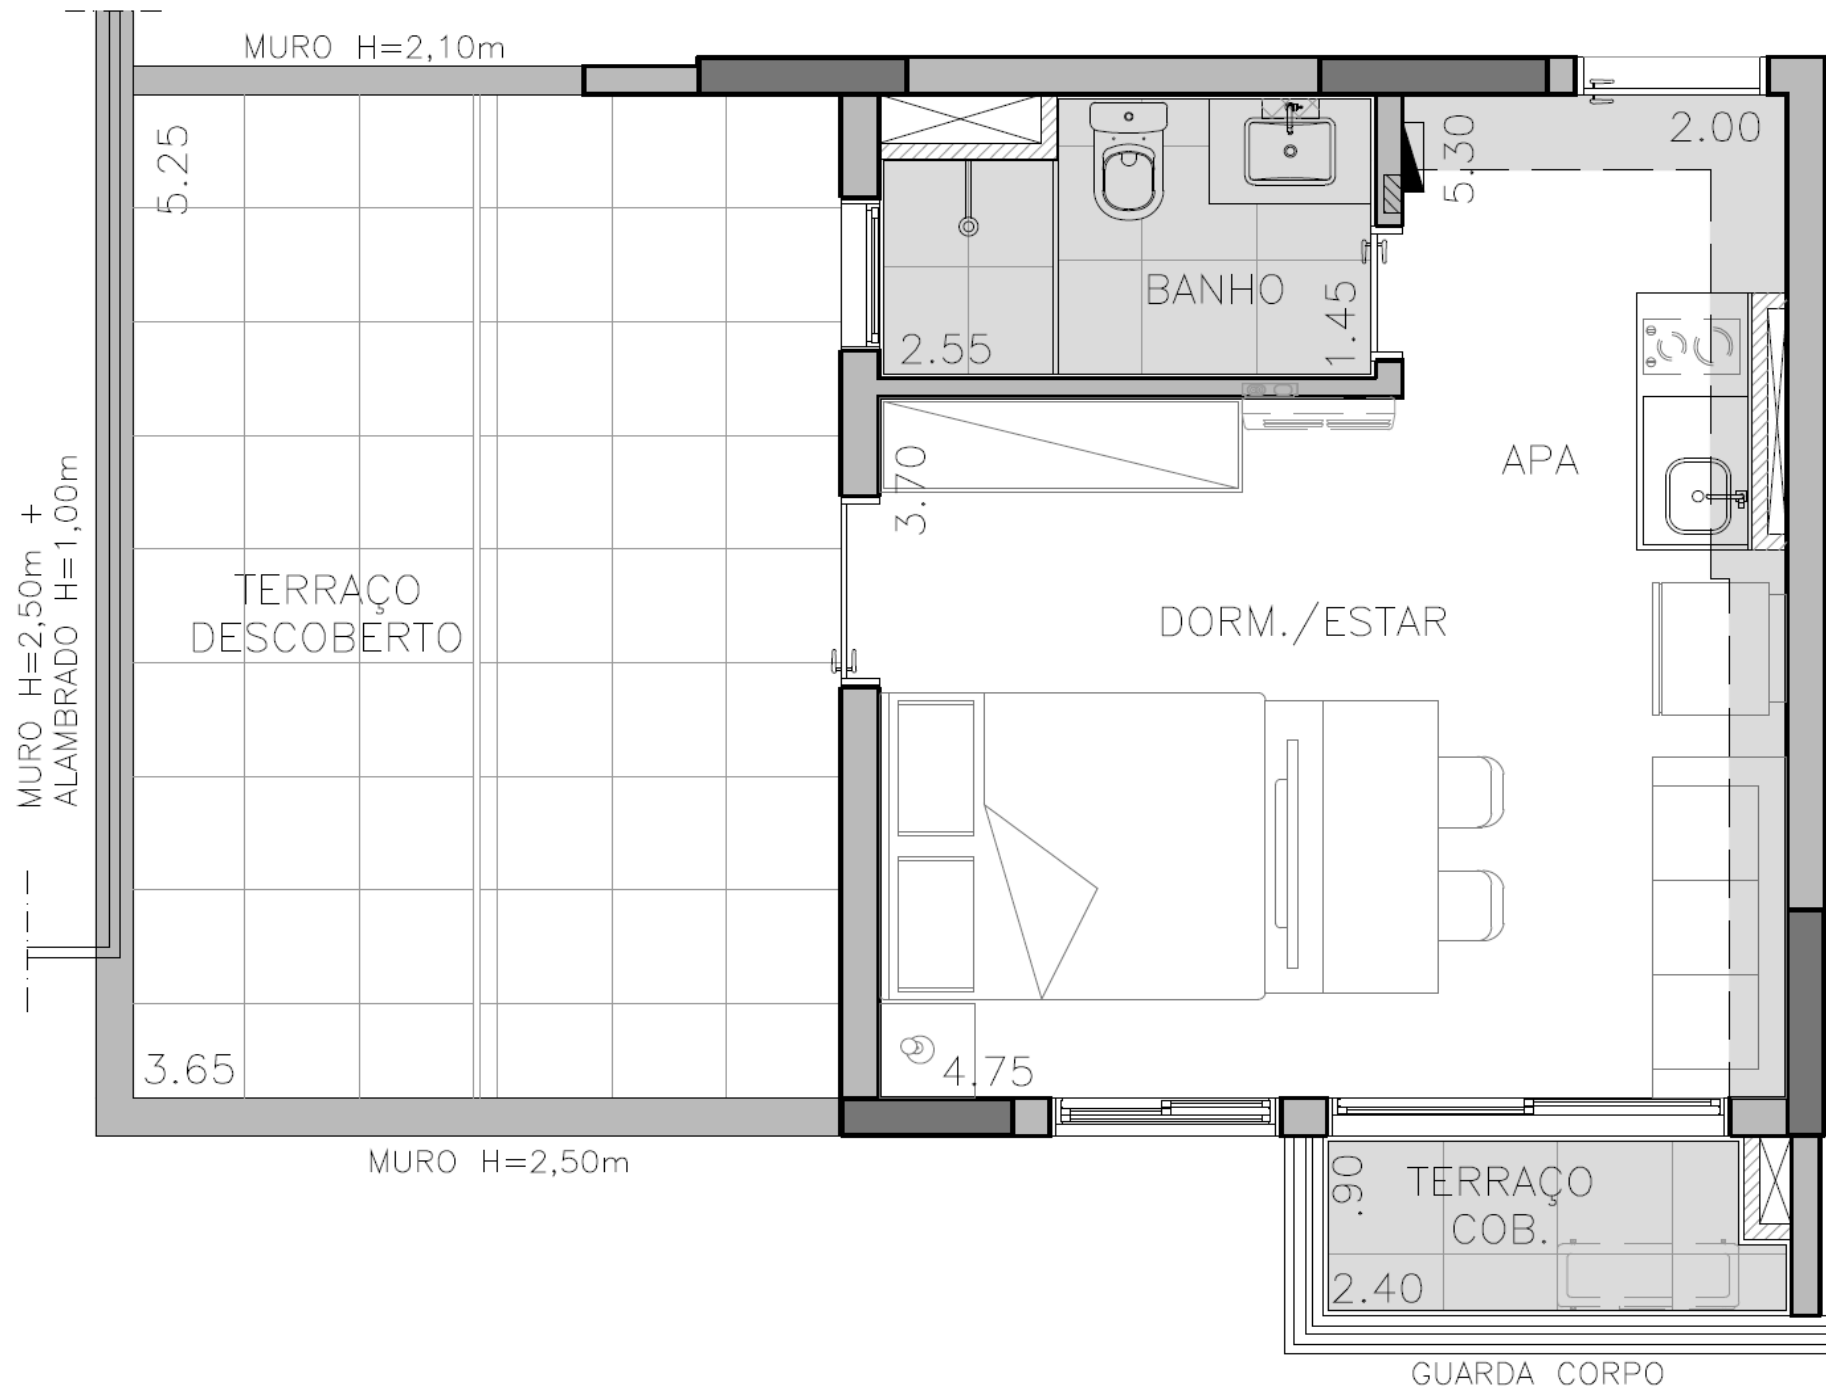 MURO H=2,10m
5.25
5.30
2.00
BANHO
1.45
2.55
3.70
APA
MURO H=2,50m +
ALAMBRADO H=1,00m
TERRAÇO
DESCOBERTO
DORM./ESTAR
3.65
4.75
MURO H=2,50m
.90
TERRAÇO
COB.
2.40
GUARDA CORPO